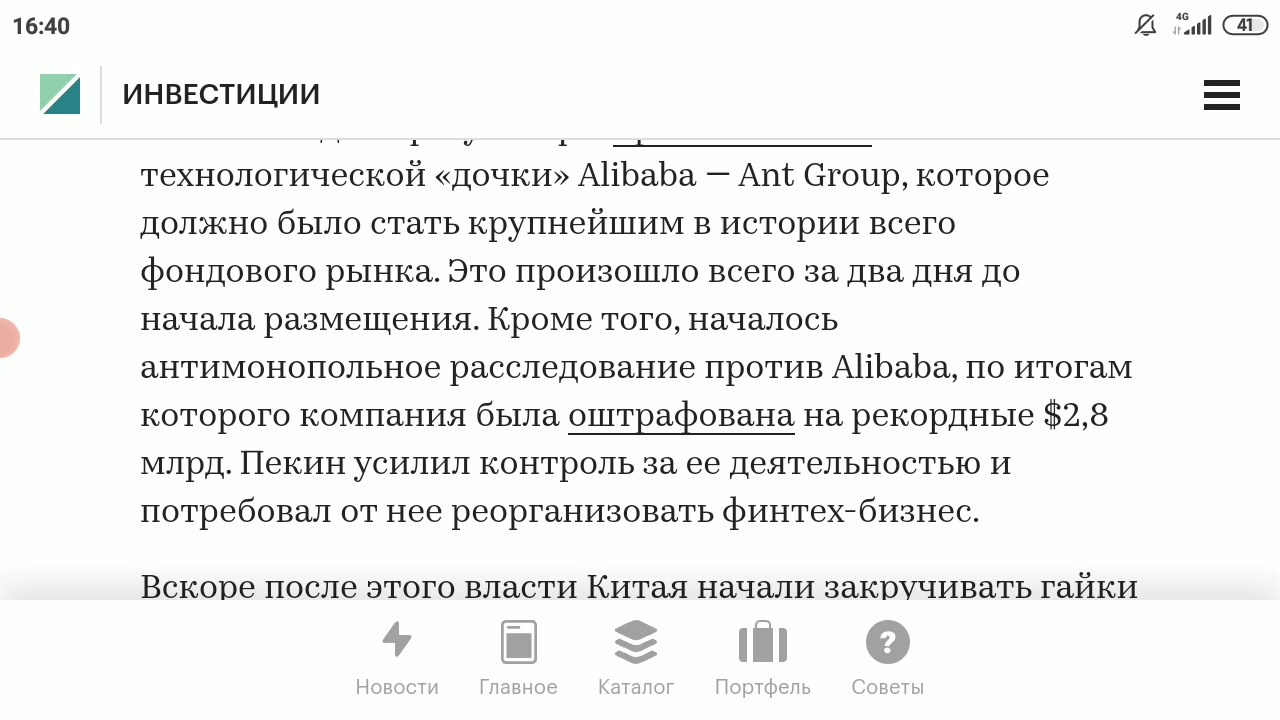 16:40
4G
41
ИНВЕСТИЦИИ
технологической «дочки» Alibaba — Ant Group, которое
должно было стать крупнейшим в истории всего
фондового рынка. Это произошло всего за два дня до
начала размещения. Кроме того, началось
антимонопольное расследование против Alibaba, по итогам
которого компания была оштрафована на рекордные $2,8
млрд. Пекин усилил контроль за ее деятельностью и
потребовал от нее реорганизовать финтех-бизнес.
Вскоре после этого власти Китая начали закручивать гайки
Новости
Главное
Каталог
Портфель
?
Советы